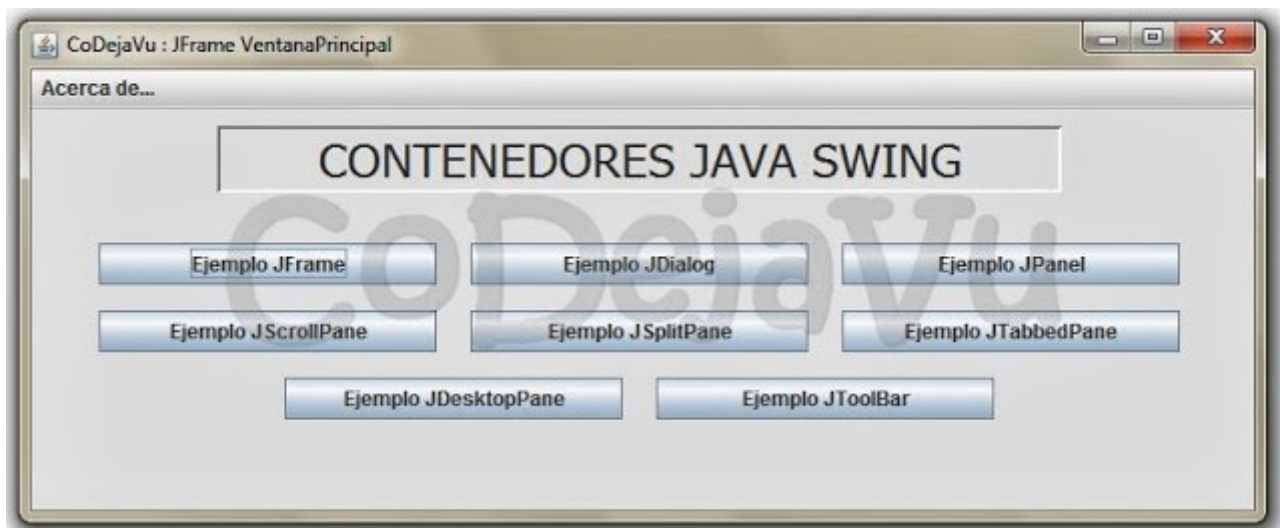 CoDejaVu : JFrame VentanaPrincipal
Acerca de...
CONTENEDORES JAVA SWING
CoDejaVu
Ejemplo JFrame
Ejemplo JDialog
Ejemplo JPanel
Ejemplo JScrollPane
Ejemplo JSplitPane
Ejemplo JTabbedPane
Ejemplo JDesktopPane
Ejemplo JToolBar